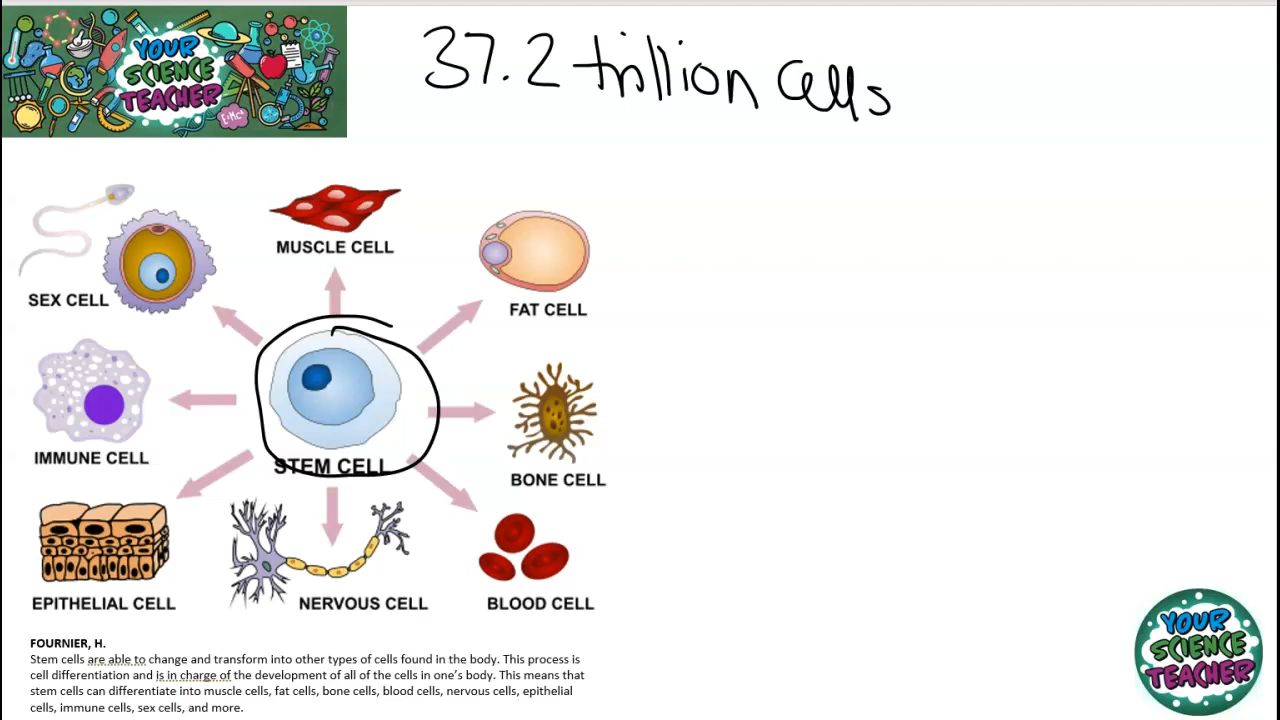 YOUR
SCIENCE
TEACHER
E=MC²
37.2 trillion cells
MUSCLE CELL
FAT CELL
SEX CELL
IMMUNE CELL
STEM CELL
BONE CELL
EPITHELIAL CELL
NERVOUS CELL
BLOOD CELL
FOURNIER, H.
Stem cells are able to change and transform into other types of cells found in the body. This process is
cell differentiation and is in charge of the development of all of the cells in one's body. This means that
stem cells can differentiate into muscle cells, fat cells, bone cells, blood cells, nervous cells, epithelial
cells, immune cells, sex cells, and more.
YOUR
SCIENCE
TEACHER